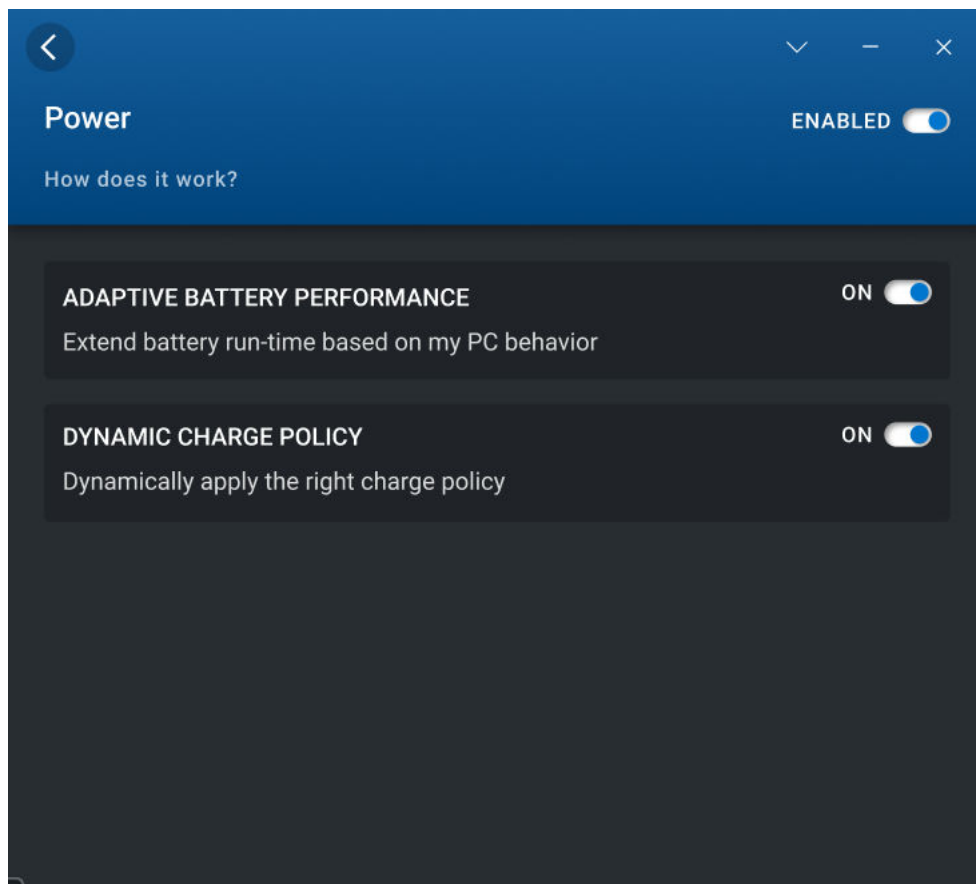 Power
ENABLED
How does it work?
ADAPTIVE BATTERY PERFORMANCE
ON
Extend battery run-time based on my PC behavior
DYNAMIC CHARGE POLICY
ON
Dynamically apply the right charge policy